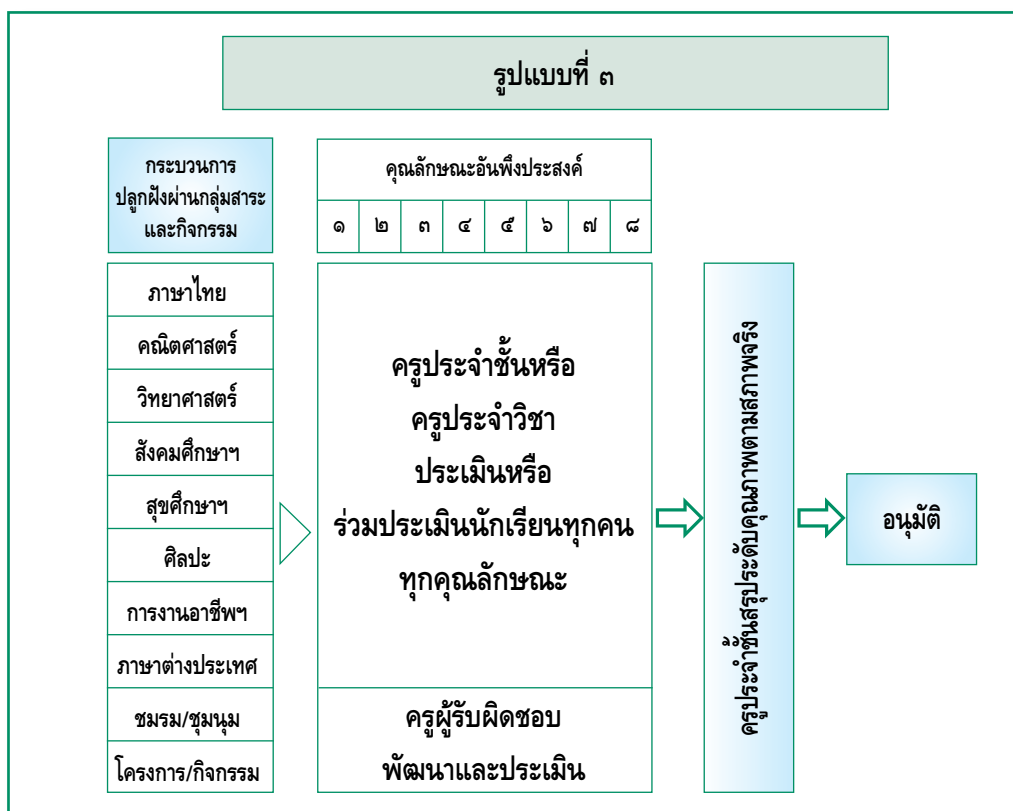 รูปแบบที่ ๓
กระบวนการ
ปลูกฝังผ่านกลุ่มสาระ
และกิจกรรม
คุณลักษณะอันพึงประสงค์
๑ ๒ ๓ ๔ ๕ ๖ ๗ ๘
ภาษาไทย
คณิตศาสตร์
วิทยาศาสตร์
สังคมศึกษาฯ
สุขศึกษาฯ
ศิลปะ
การงานอาชีพฯ
ภาษาต่างประเทศ
ชมรม/ชุมนุม
โครงการ/กิจกรรม
ครูประจำชั้นหรือ
ครูประจำวิชา
ประเมินหรือ
ร่วมประเมินนักเรียนทุกคน
ทุกคุณลักษณะ
ครูผู้รับผิดชอบ
พัฒนาและประเมิน
ครูประจำชั้นสรุประดับคุณภาพตามสภาพจริง
อนุมัติ